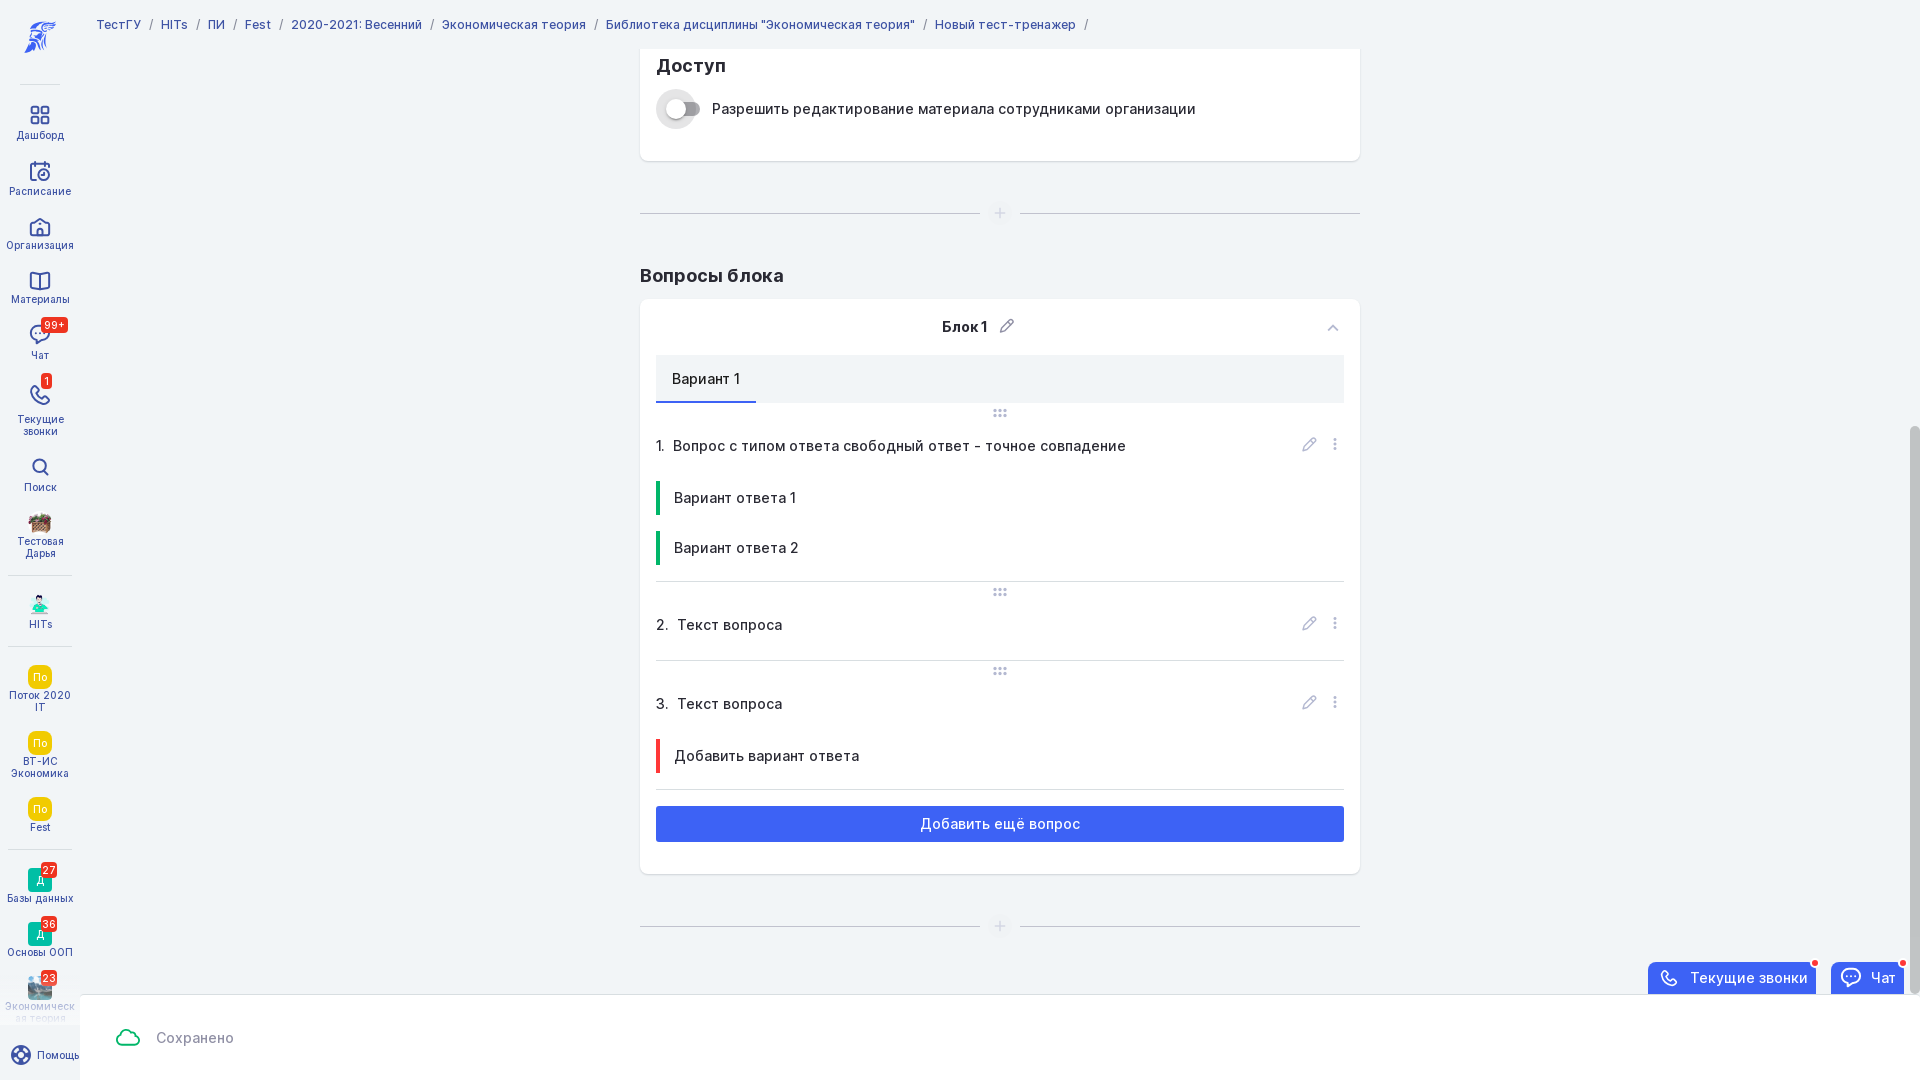 ТестГУ / HITs / ПИ / Fest / 2020-2021: Весенний / Экономическая теория / Библиотека дисциплины "Экономическая теория" / Новый тест-тренажер /
Дашборд
Расписание
Организация
Материалы
99+
Чат
1
Текущие
звонки
Поиск
Тестовая
Дарья
HITs
По
Поток 2020
IT
По
ВТ-ИС
Экономика
По
Fest
27
Д
Базы данных
36
Д
Основы ООП
23
Экономическ
ая теория
Помощь
Доступ
Разрешить редактирование материала сотрудниками организации
Вопросы блока
Блок 1
Вариант 1
1. Вопрос с типом ответа свободный ответ - точное совпадение
Вариант ответа 1
Вариант ответа 2
2. Текст вопроса
3. Текст вопроса
Добавить вариант ответа
Добавить ещё вопрос
Текущие звонки
Чат
Сохранено